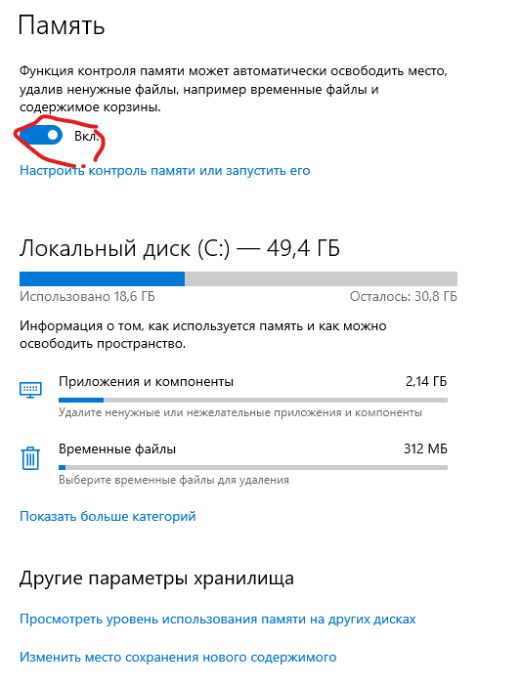 Память
Функция контроля памяти может автоматически освободить место,
удалив ненужные файлы, например временные файлы и
содержимое корзины.
Вкл.
Настроить контроль памяти или запустить его
Локальный диск (C:) — 49,4 ГБ
Использовано 18,6 ГБ
Осталось: 30,8 ГБ
Информация о том, как используется память и как можно
освободить пространство.
Приложения и компоненты
2,14 ГБ
Удалите ненужные или нежелательные приложения и компоненты
Временные файлы
312 МБ
Выберите временные файлы для удаления
Показать больше категорий
Другие параметры хранилища
Просмотреть уровень использования памяти на других дисках
Изменить место сохранения нового содержимого